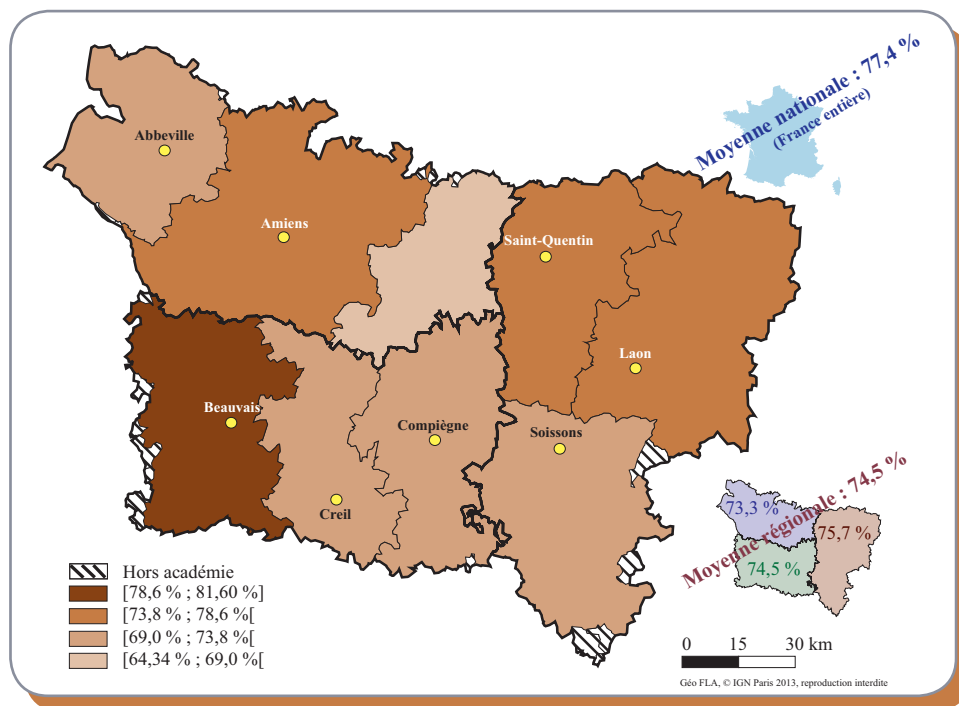 Moyenne nationale : 77,4 %
(France entière)
Abbeville
Amiens
Saint-Quentin
Laon
Beauvais
Compiègne
Soissons
Creil
Moyenne régionale : 74,5 %
73,3 %
75,7 %
74,5 %
Hors académie
[78,6 % ; 81,60 %]
[73,8 % ; 78,6 %[
[69,0 % ; 73,8 %[
[64,34 % ; 69,0 %[
0 15 30 km
Géo FLA, © IGN Paris 2013, reproduction interdite